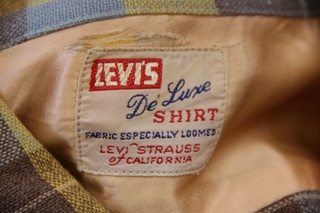 LEVI'S
De Luxe
SHIRT
FABRIC ESPECIALLY LOOMED
LEVI STRAUSS
of CALIFORNIA